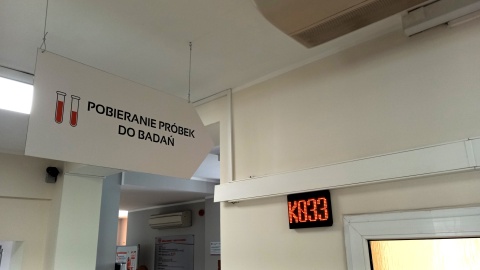 POBIERANIE PRÓBEK
DO BADAŃ
K033